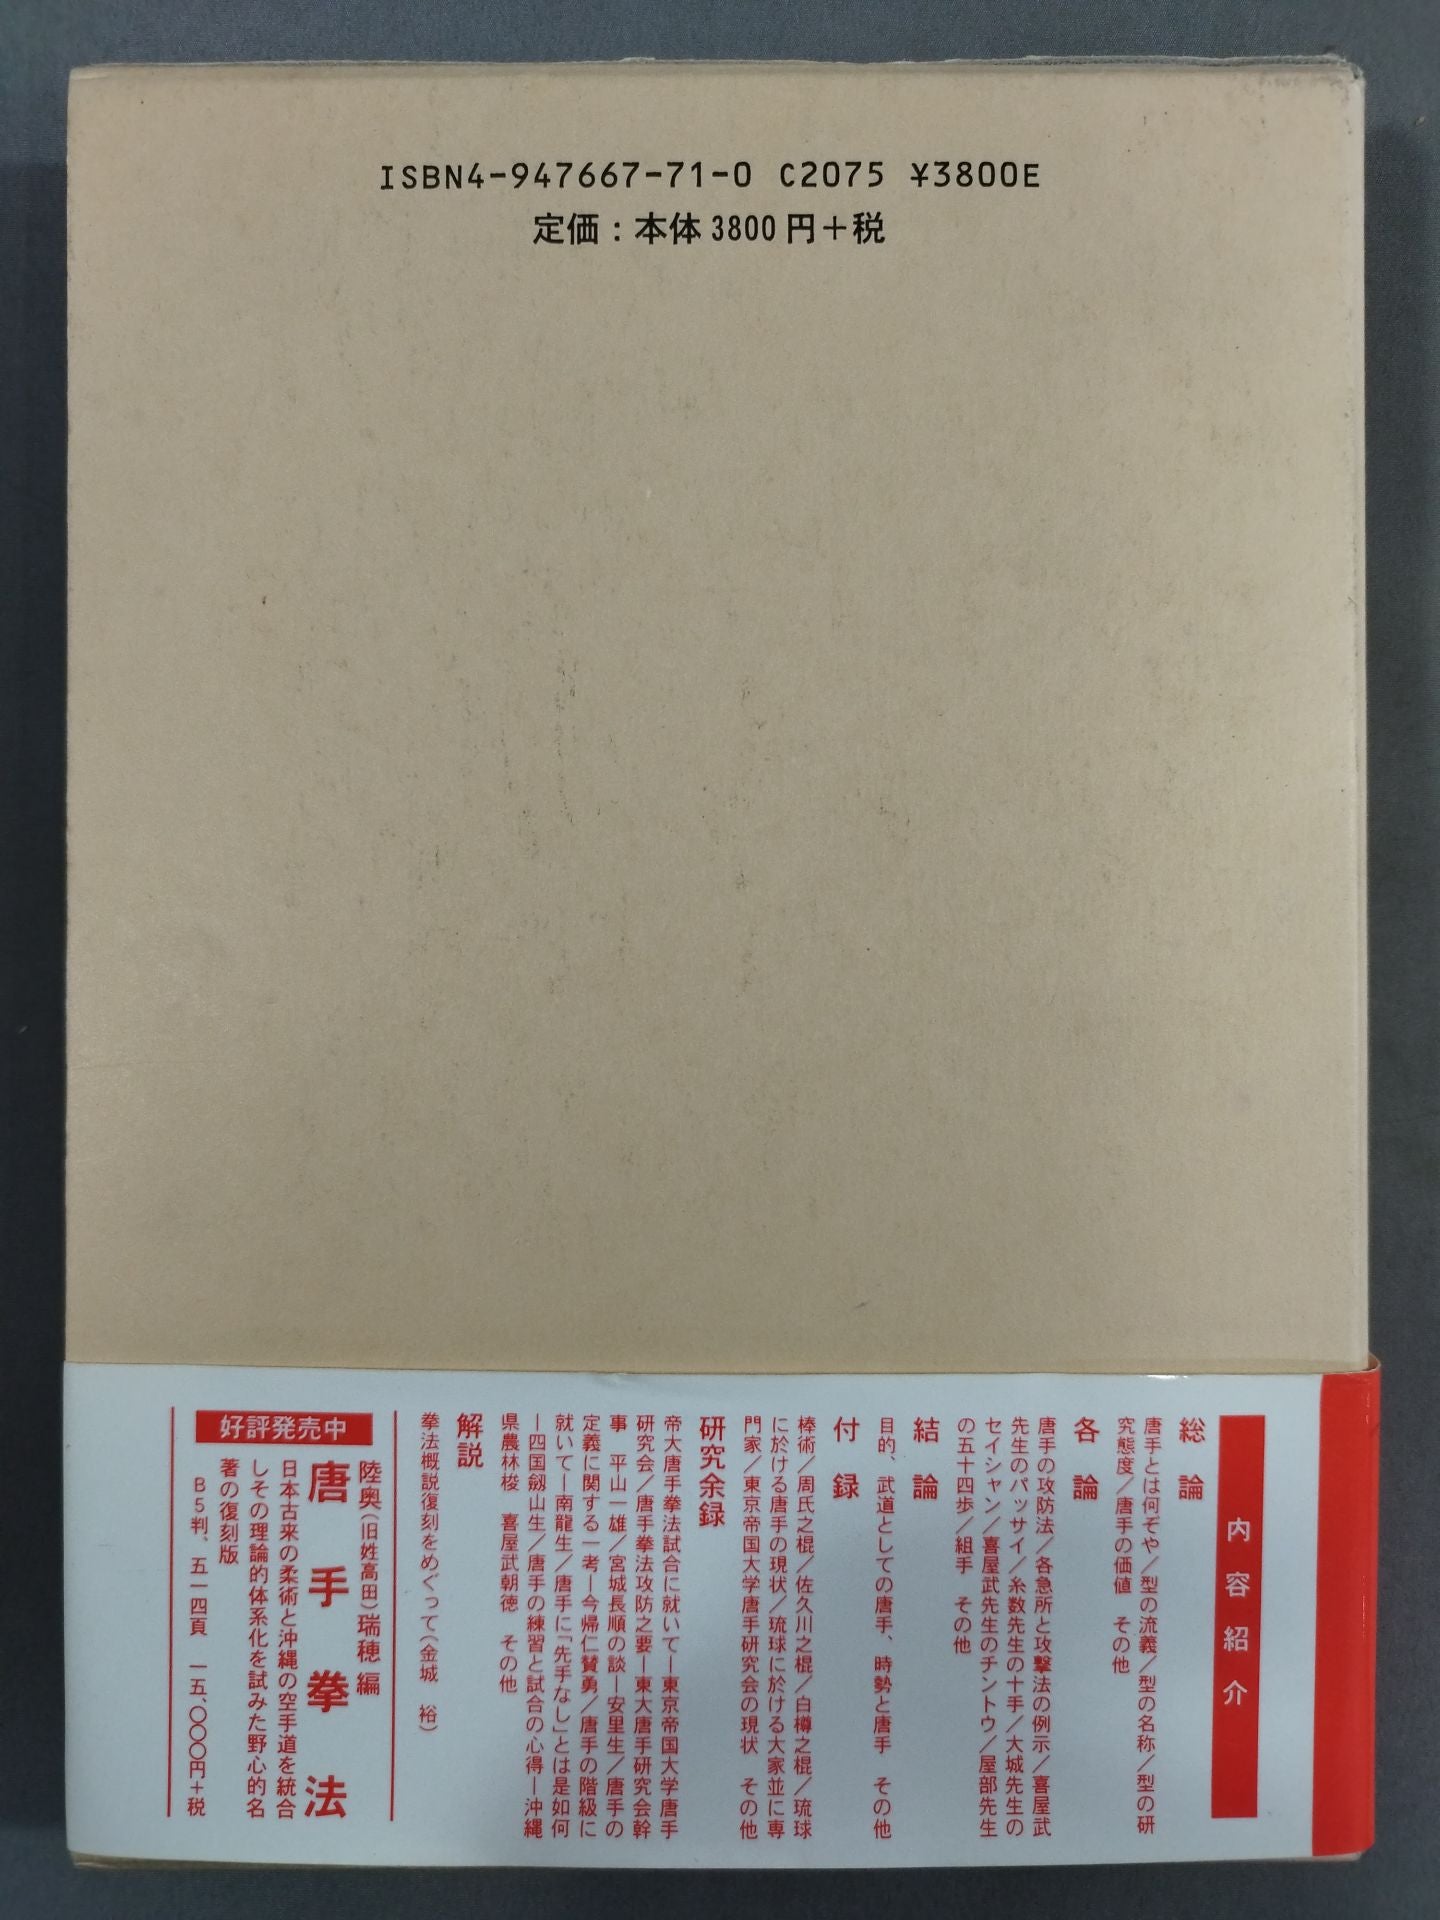 ISBN4-947667-71-0 C2075 ¥3800E
定価：本体3800円＋税
内容紹介
総論
唐手とは何ぞや／型の流義／型の名称／型の研
究態度／唐手の価値　その他
各論
唐手の攻防法／各急所と攻撃法の例示／喜屋武
先生のパッサイ／糸数先生の十手／大城先生の
セイシャン／喜屋武先生のチントウ／屋部先生
の五十四歩／組手　その他
結論
目的、武道としての唐手、時勢と唐手　その他
付録
棒術／周氏之棍／佐久川之棍／白樽之棍／琉球
に於ける唐手の現状／琉球に於ける大家並に専
門家／東京帝国大学唐手研究会の現状　その他
研究余録
帝大唐手拳法試合に就いて―東京帝国大学唐手
研究会／唐手拳法攻防之要―東大唐手研究会幹
事　平山一雄／宮城長順の談―安里生／唐手の
定義に関する一考―今帰仁賛勇／唐手の階級に
就いて―南龍生／唐手に「先手なし」とは是如何
―四国剱山生／唐手の練習と試合の心得―沖縄
県農林梭　喜屋武朝徳　その他
解説
拳法概説復刻をめぐって（金城　裕）
好評発売中
陸奥（旧姓高田）瑞穂 編
唐手拳法
日本古来の柔術と沖縄の空手道を統合
しその理論的体系化を試みた野心的名
著の復刻版
B5判、五一四頁　一五、〇〇〇円＋税